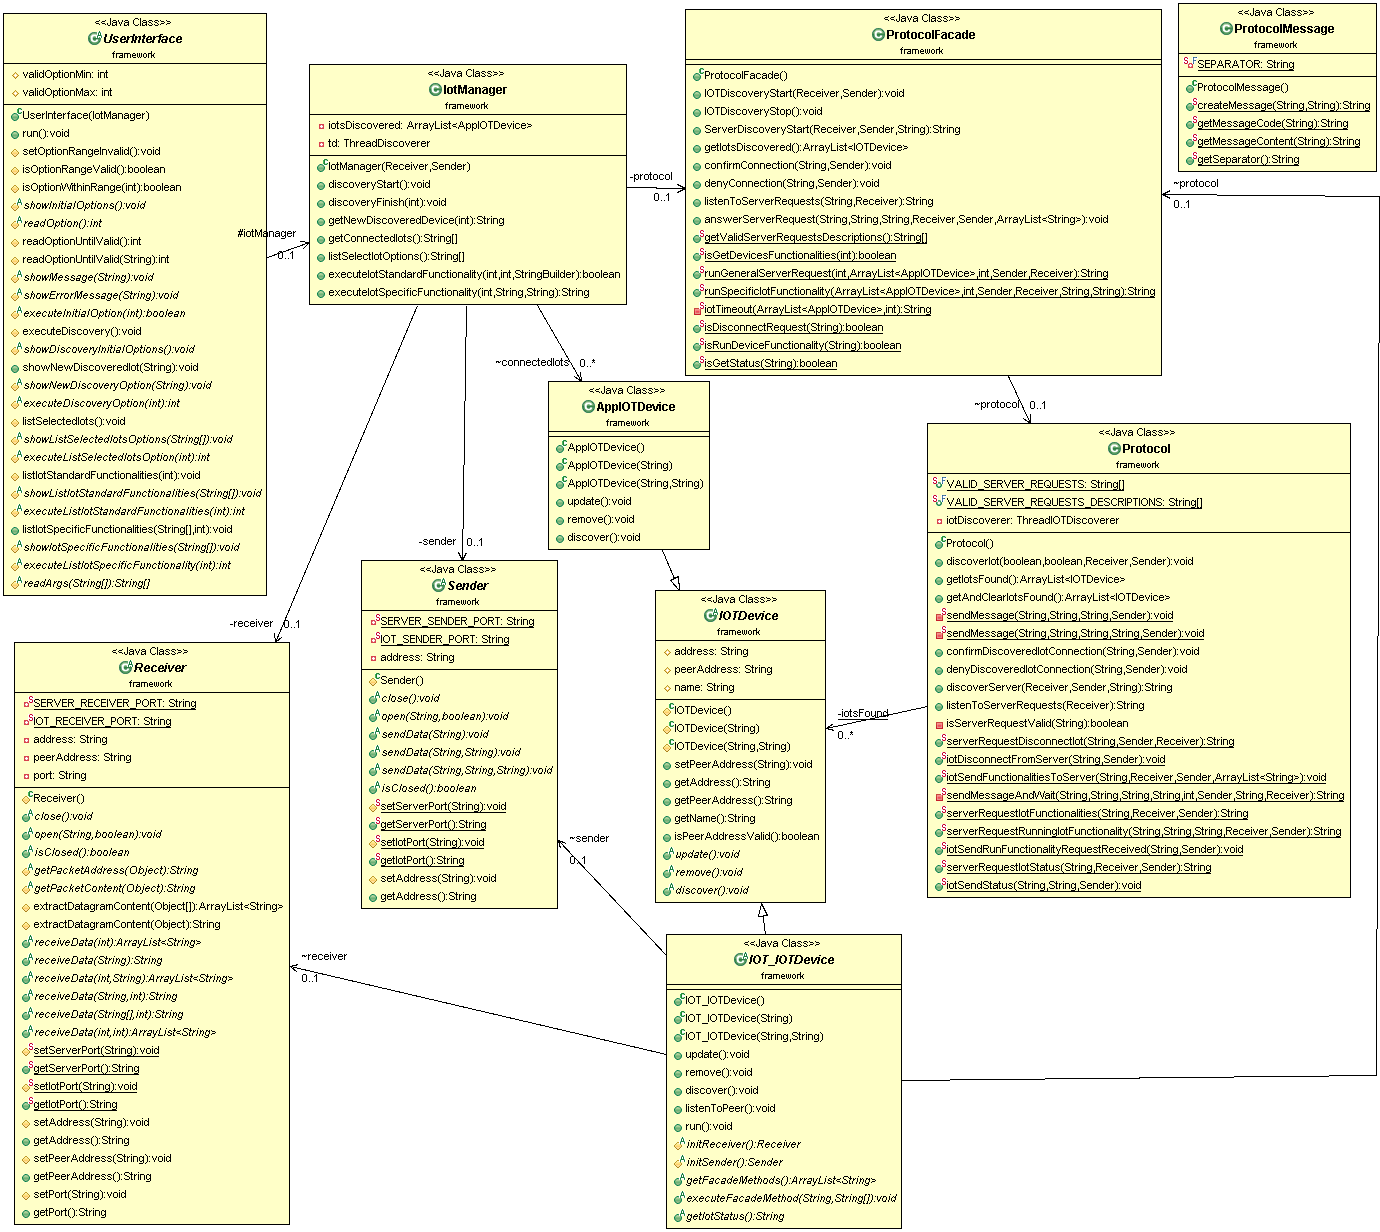 <<Java Class>>
UserInterface
framework
validOptionMin: int
validOptionMax: int
UserInterface(IotManager)
run():void
setOptionRangeInvalid():void
isOptionRangeValid():boolean
isOptionWithinRange(int):boolean
showInitialOptions():void
readOption():int
readOptionUntilValid():int
readOptionUntilValid(String):int
showMessage(String):void
showErrorMessage(String):void
executeInitialOption(int):boolean
executeDiscovery():void
showDiscoveryInitialOptions():void
showNewDiscoveredIot(String):void
showNewDiscoveryOption(String):void
executeDiscoveryOption(int):int
listSelectedIots():void
showListSelectedIotsOptions(String[]):void
executeListSelectedIotsOption(int):int
listIotStandardFunctionalities(int):void
showListIotStandardFunctionalities(String[]):void
executeListIotStandardFunctionalities(int):int
listIotSpecificFunctionalities(String[],int):void
showIotSpecificFunctionalities(String[]):void
executeListIotSpecificFunctionality(int):int
readArgs(String[]):String[]
#iotManager
0..1
<<Java Class>>
IotManager
framework
iotsDiscovered: ArrayList<AppIOTDevice>
td: ThreadDiscoverer
IotManager(Receiver,Sender)
discoveryStart():void
discoveryFinish(int):void
getNewDiscoveredDevice(int):String
getConnectedIots():String[]
listSelectIotOptions():String[]
executeIotStandardFunctionality(int,int,StringBuilder):boolean
executeIotSpecificFunctionality(int,String,String):String
-protocol
0..1
<<Java Class>>
ProtocolFacade
framework
ProtocolFacade()
IOTDiscoveryStart(Receiver,Sender):void
IOTDiscoveryStop():void
ServerDiscoveryStart(Receiver,Sender,String):String
getIotsDiscovered():ArrayList<IOTDevice>
confirmConnection(String,Sender):void
denyConnection(String,Sender):void
listenToServerRequests(String,Receiver):String
answerServerRequest(String,String,String,Receiver,Sender,ArrayList<String>):void
getValidServerRequestsDescriptions():String[]
isGetDevicesFunctionalities(int):boolean
runGeneralServerRequest(int,ArrayList<AppIOTDevice>,int,Sender,Receiver):String
runSpecificIotFunctionality(ArrayList<AppIOTDevice>,int,Sender,Receiver,String,String):String
iotTimeout(ArrayList<AppIOTDevice>,int):String
isDisconnectRequest(String):boolean
isRunDeviceFunctionality(String):boolean
isGetStatus(String):boolean
<<Java Class>>
ProtocolMessage
framework
SEPARATOR: String
ProtocolMessage()
createMessage(String,String):String
getMessageCode(String):String
getMessageContent(String):String
getSeparator():String
~protocol
0..1
~connectedIots
0..*
<<Java Class>>
AppIOTDevice
framework
AppIOTDevice()
AppIOTDevice(String)
AppIOTDevice(String,String)
update():void
remove():void
discover():void
~protocol
0..1
<<Java Class>>
Protocol
framework
VALID_SERVER_REQUESTS: String[]
VALID_SERVER_REQUESTS_DESCRIPTIONS: String[]
iotDiscoverer: ThreadIOTDiscoverer
Protocol()
discoverIot(boolean,boolean,Receiver,Sender):void
getIotsFound():ArrayList<IOTDevice>
getAndClearIotsFound():ArrayList<IOTDevice>
sendMessage(String,String,String,Sender):void
sendMessage(String,String,String,String,Sender):void
confirmDiscoveredIotConnection(String,Sender):void
denyDiscoveredIotConnection(String,Sender):void
discoverServer(Receiver,Sender,String):String
listenToServerRequests(Receiver):String
isServerRequestValid(String):boolean
serverRequestDisconnectIot(String,Sender,Receiver):String
iotDisconnectFromServer(String,Sender):void
iotSendFunctionalitiesToServer(String,Receiver,Sender,ArrayList<String>):void
sendMessageAndWait(String,String,String,String,int,Sender,String,Receiver):String
serverRequestIotFunctionalities(String,Receiver,Sender):String
serverRequestRunningIotFunctionality(String,String,String,Receiver,Sender):String
iotSendRunFunctionalityRequestReceived(String,Sender):void
serverRequestIotStatus(String,Receiver,Sender):String
iotSendStatus(String,String,Sender):void
-sender
0..1
<<Java Class>>
Sender
framework
SERVER_SENDER_PORT: String
IOT_SENDER_PORT: String
address: String
Sender()
close():void
open(String,boolean):void
sendData(String):void
sendData(String,String):void
sendData(String,String,String):void
isClosed():boolean
setServerPort(String):void
getServerPort():String
setIotPort(String):void
getIotPort():String
setAddress(String):void
getAddress():String
<<Java Class>>
IOTDevice
framework
address: String
peerAddress: String
name: String
IOTDevice()
IOTDevice(String)
IOTDevice(String,String)
setPeerAddress(String):void
getAddress():String
getPeerAddress():String
getName():String
isPeerAddressValid():boolean
update():void
remove():void
discover():void
-iotsFound
0..*
-receiver
0..1
<<Java Class>>
Receiver
framework
SERVER_RECEIVER_PORT: String
IOT_RECEIVER_PORT: String
address: String
peerAddress: String
port: String
Receiver()
close():void
open(String,boolean):void
isClosed():boolean
getPacketAddress(Object):String
getPacketContent(Object):String
extractDatagramContent(Object[]):ArrayList<String>
extractDatagramContent(Object):String
receiveData(int):ArrayList<String>
receiveData(String):String
receiveData(int,String):ArrayList<String>
receiveData(String,int):String
receiveData(String[],int):String
receiveData(int,int):ArrayList<String>
setServerPort(String):void
getServerPort():String
setIotPort(String):void
getIotPort():String
setAddress(String):void
getAddress():String
setPeerAddress(String):void
getPeerAddress():String
setPort(String):void
getPort():String
~sender
0..1
~receiver
0..1
<<Java Class>>
IOT_IOTDevice
framework
IOT_IOTDevice()
IOT_IOTDevice(String)
IOT_IOTDevice(String,String)
update():void
remove():void
discover():void
listenToPeer():void
run():void
initReceiver():Receiver
initSender():Sender
getFacadeMethods():ArrayList<String>
executeFacadeMethod(String,String[]):void
getIotStatus():String